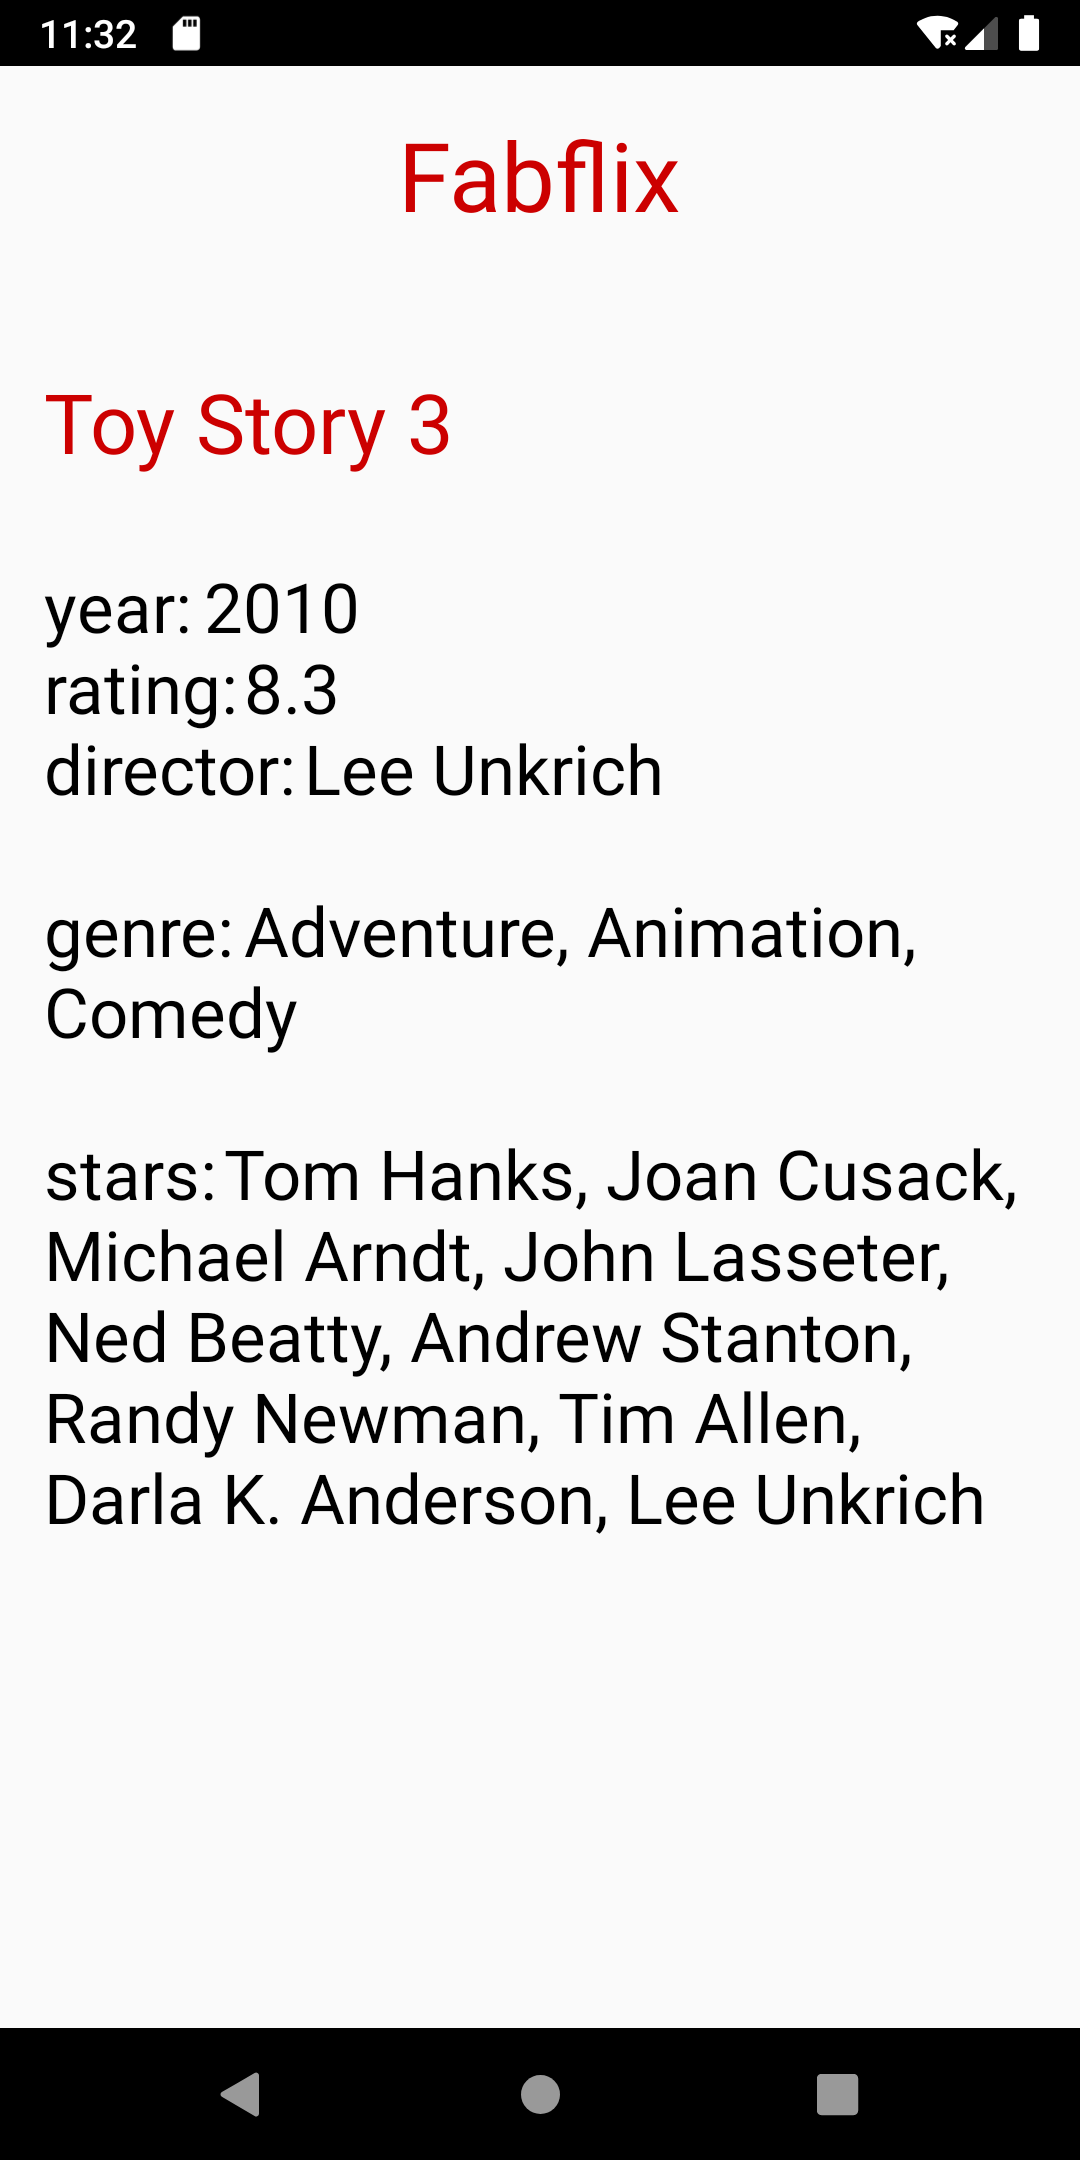 11:32
Fabflix
Toy Story 3
year: 2010
rating: 8.3
director: Lee Unkrich
genre: Adventure, Animation,
Comedy
stars: Tom Hanks, Joan Cusack,
Michael Arndt, John Lasseter,
Ned Beatty, Andrew Stanton,
Randy Newman, Tim Allen,
Darla K. Anderson, Lee Unkrich